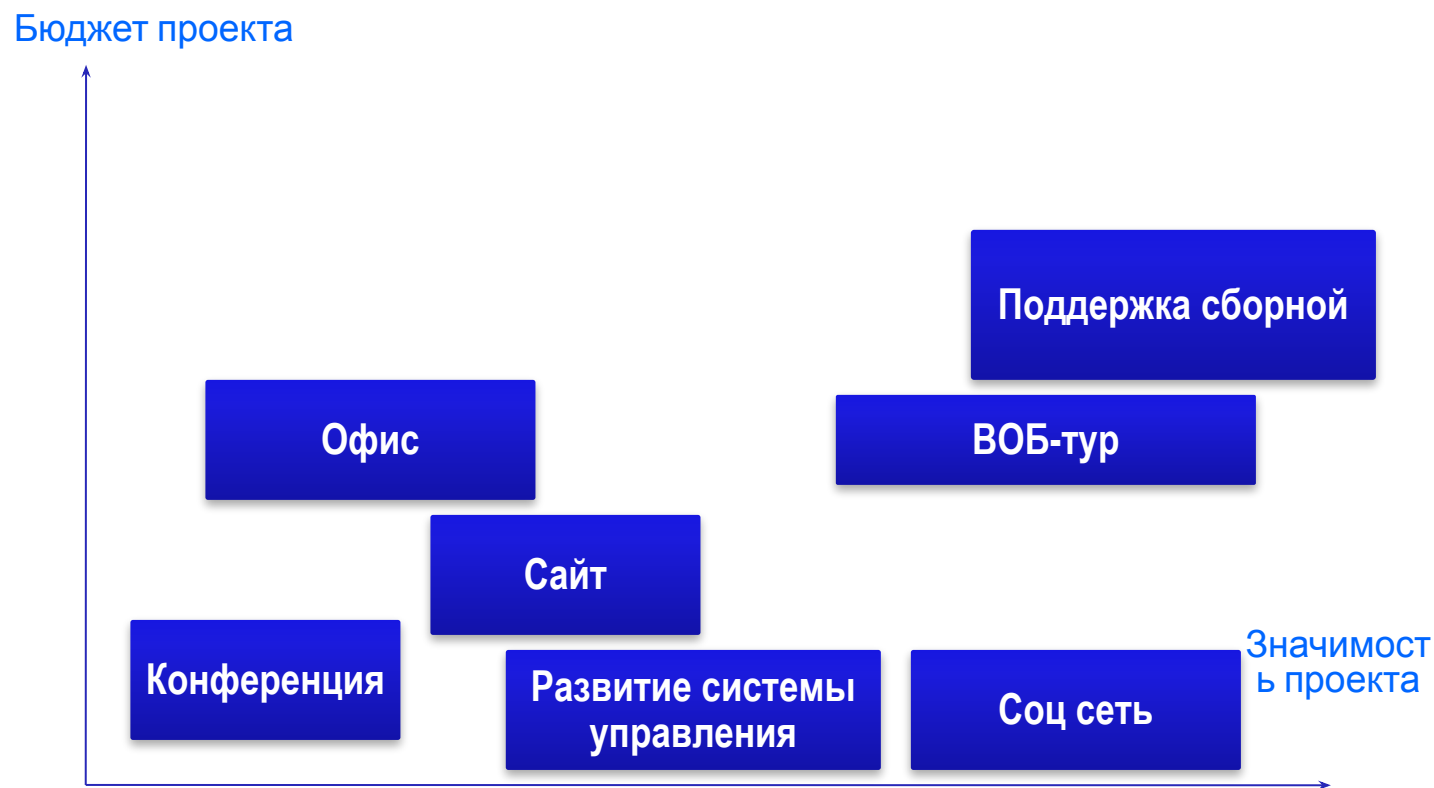 Бюджет проекта
Поддержка сборной
Офис
ВОБ-тур
Сайт
Конференция
Развитие системы
управления
Соц сеть
Значимост
ь проекта